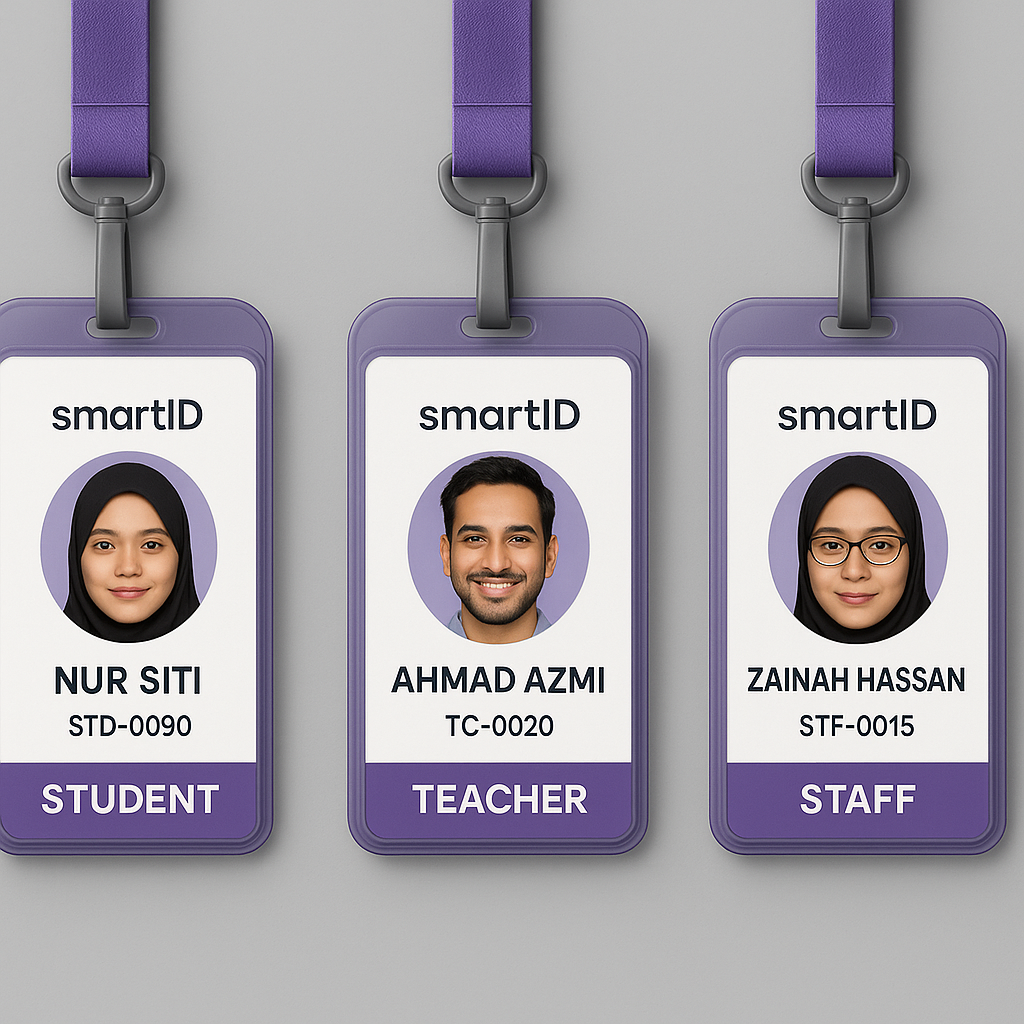 smartID
NUR SITI
STD-0090
STUDENT
smartID
AHMAD AZMI
TC-0020
TEACHER
smartID
ZAINAH HASSAN
STF-0015
STAFF